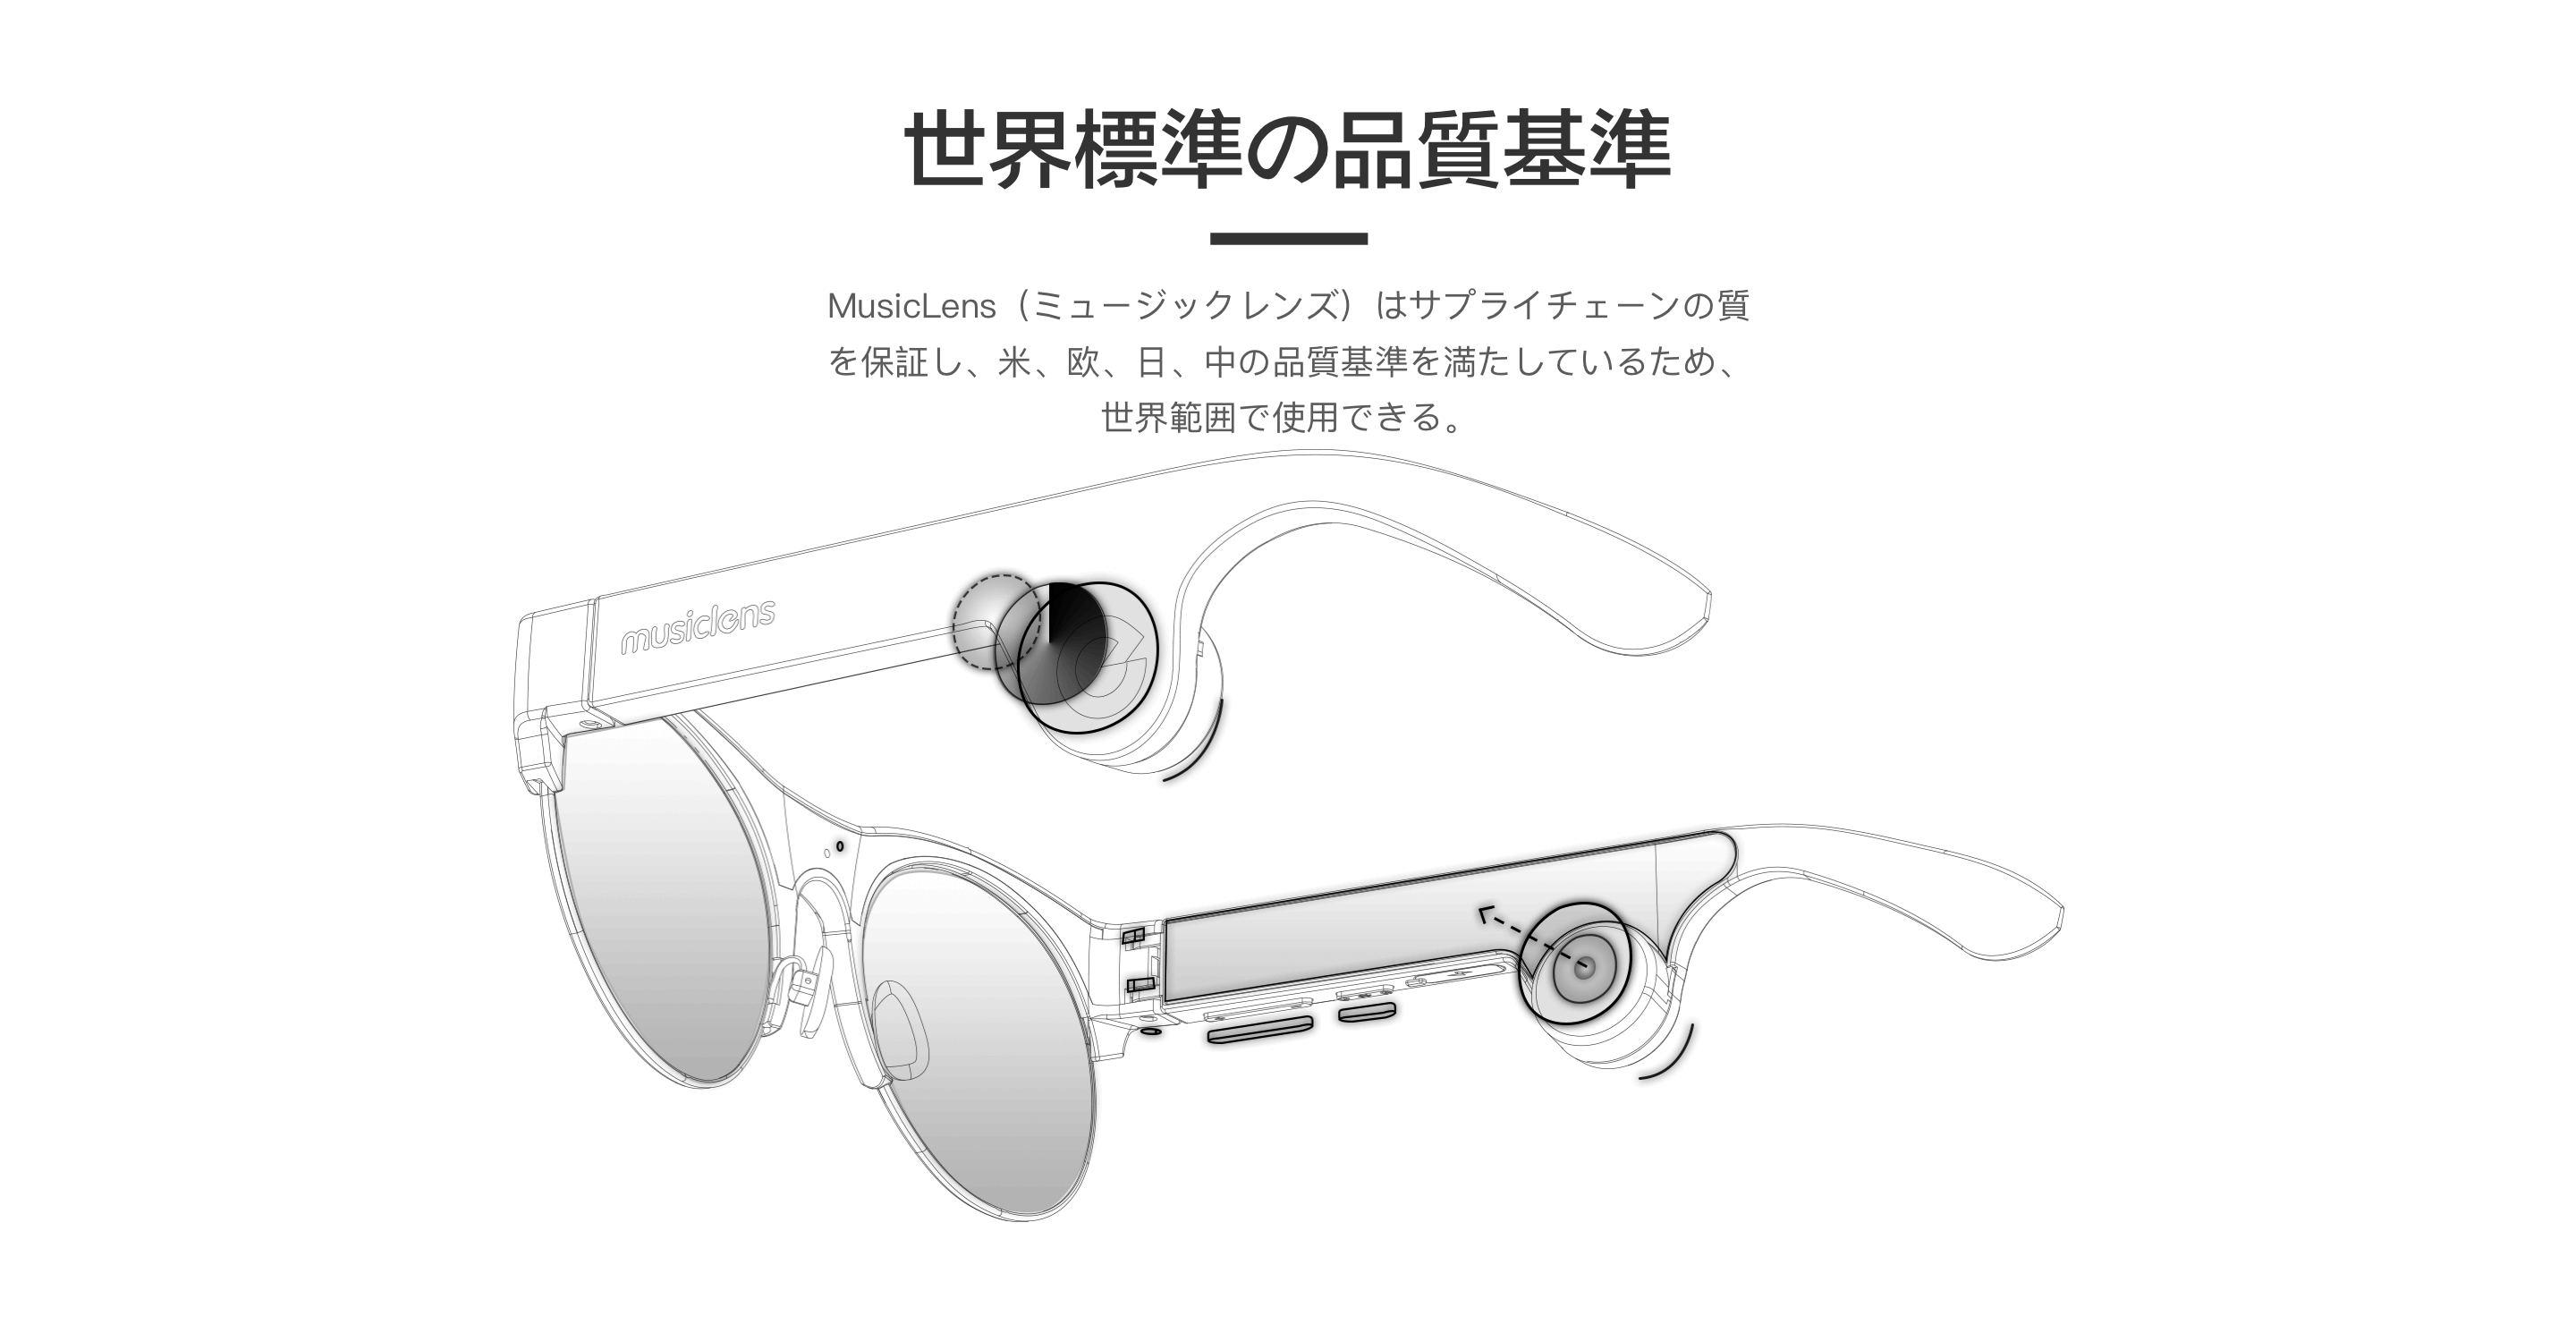 世界標準の品質基準
MusicLens（ミュージックレンズ）はサプライチェーンの質
を保証し、米、欧、日、中の品質基準を満たしているため、
世界範囲で使用できる。
musiclens